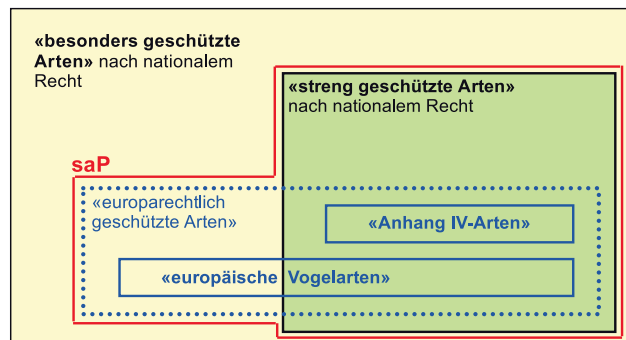 «besonders geschützte
Arten» nach nationalem
Recht
«streng geschützte Arten»
nach nationalem Recht
saP
«europarechtlich
geschützte Arten»
«Anhang IV-Arten»
«europäische Vogelarten»